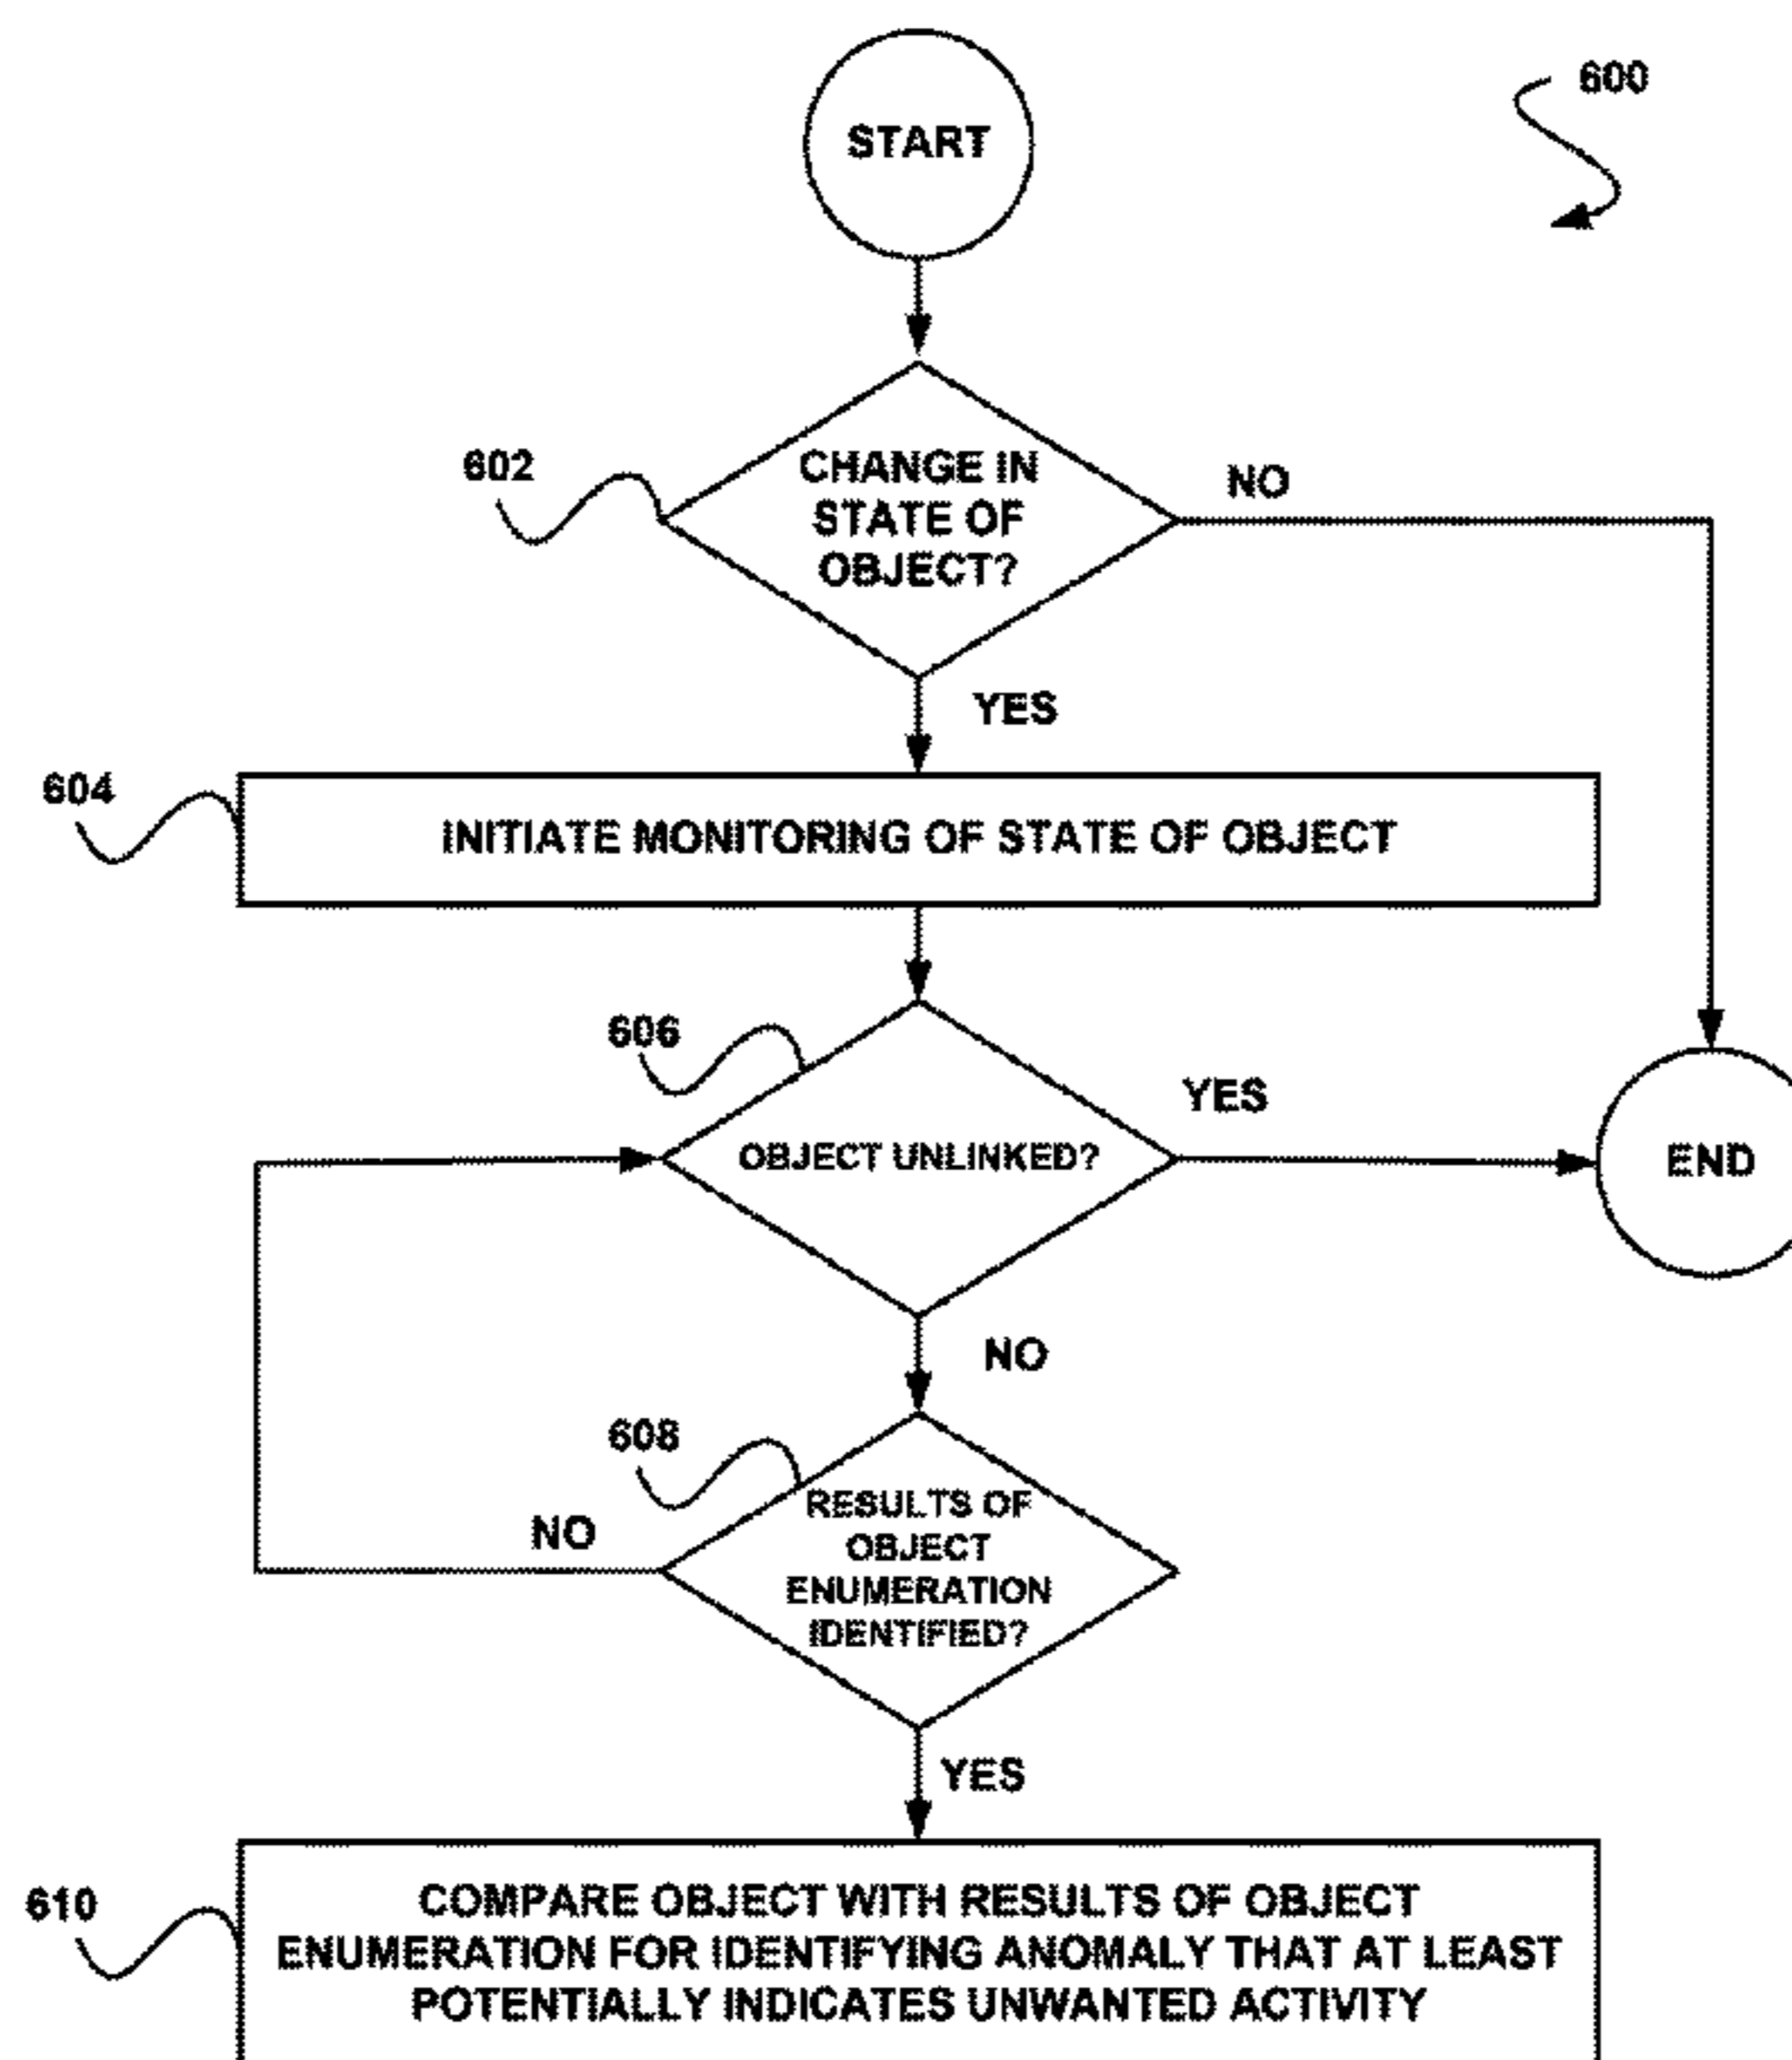 600
START
602
CHANGE IN
STATE OF
OBJECT?
NO
YES
604
INITIATE MONITORING OF STATE OF OBJECT
606
OBJECT UNLINKED?
YES
END
NO
608
RESULTS OF
OBJECT
ENUMERATION
IDENTIFIED?
NO
YES
610
COMPARE OBJECT WITH RESULTS OF OBJECT
ENUMERATION FOR IDENTIFYING ANOMALY THAT AT LEAST
POTENTIALLY INDICATES UNWANTED ACTIVITY